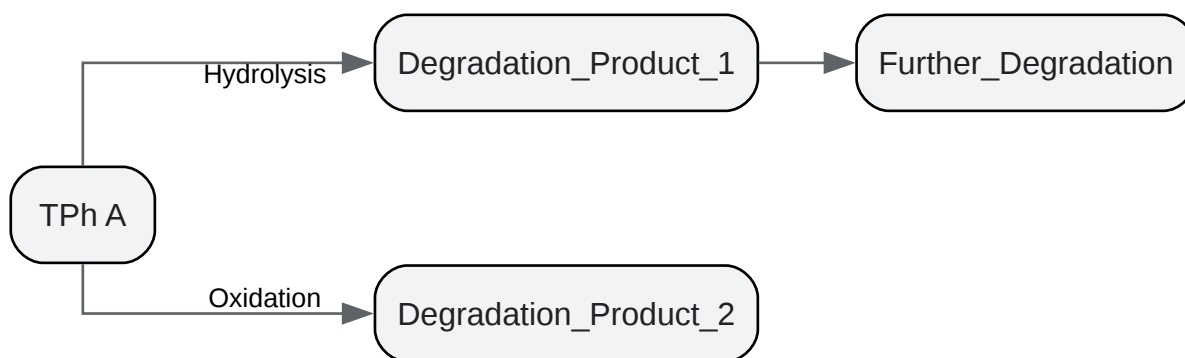 Hydrolysis
Degradation_Product_1
Further_Degradation
TPh A
Oxidation
Degradation_Product_2